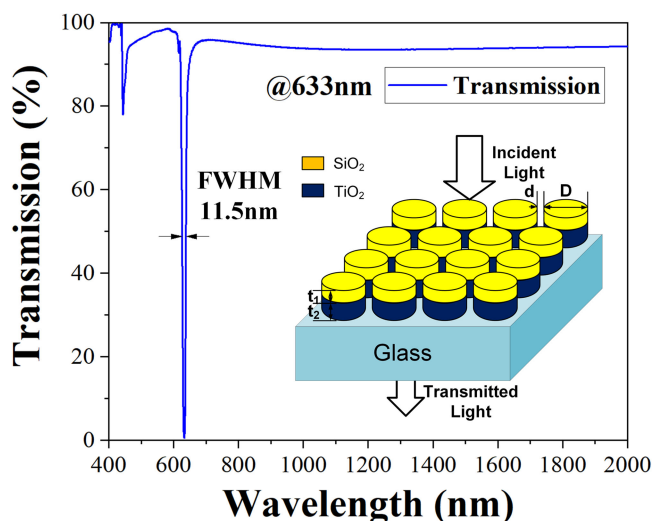 Transmission (%)
100
80
60
40
20
0
@633nm
Transmission
FWHM
11.5nm
SiO₂
TiO₂
Incident
Light
d
D
t₁
t₂
Glass
Transmitted
Light
400
600
800
1000
1200
1400
1600
1800
2000
Wavelength (nm)